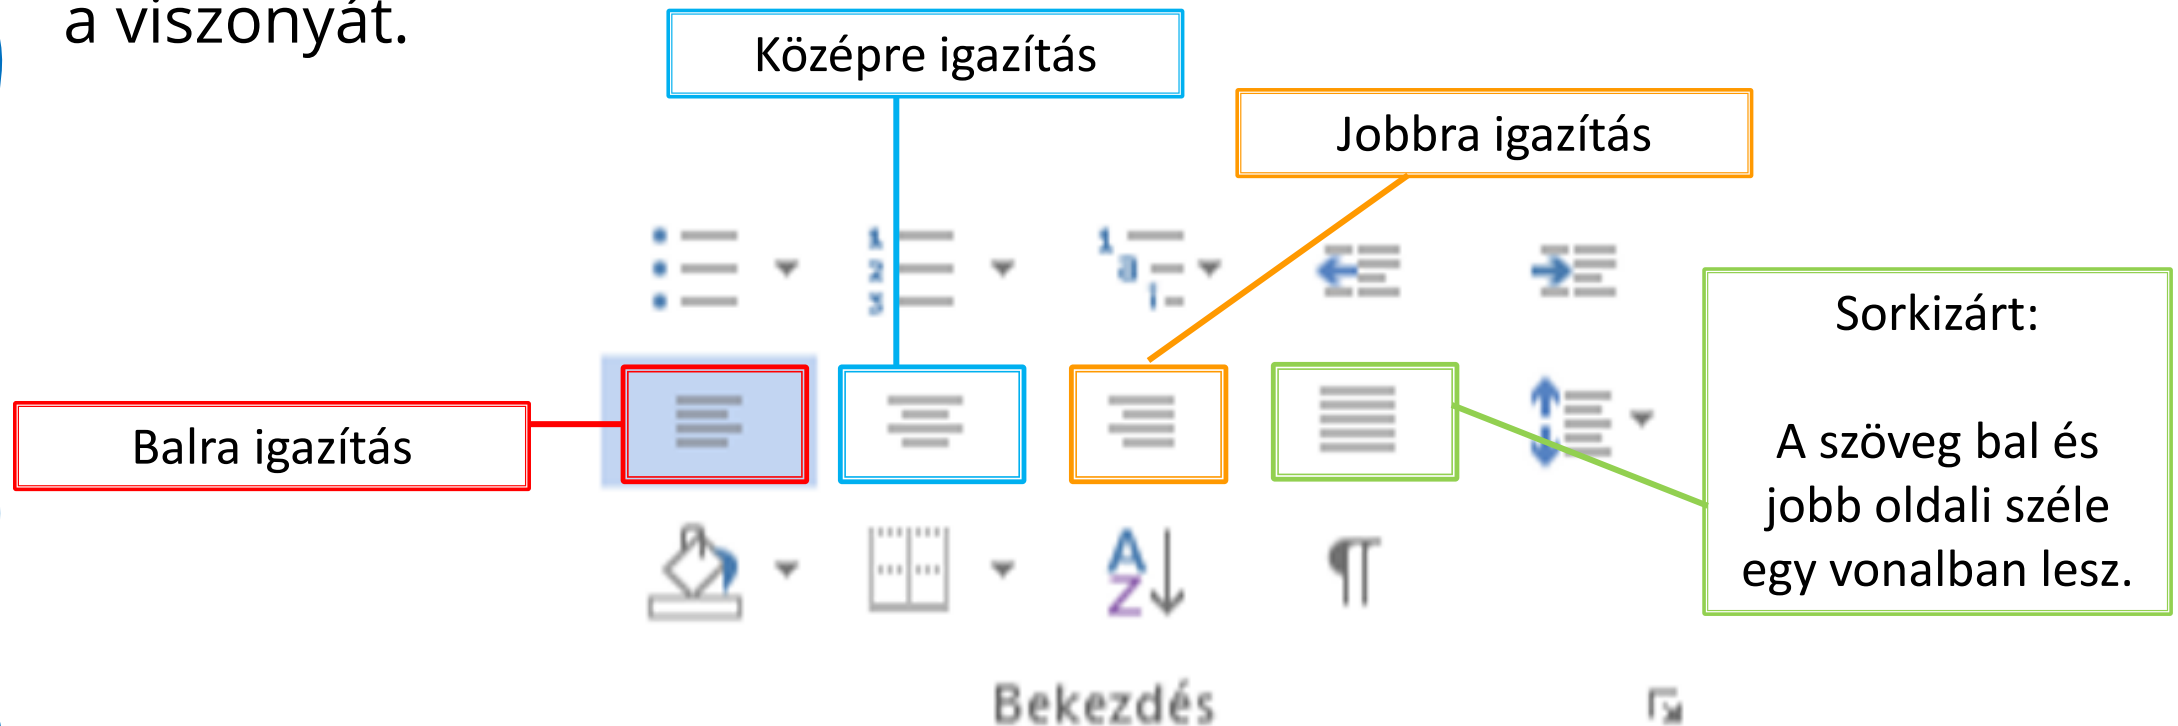 a viszonyát.
Középre igazítás
Jobbra igazítás
Balra igazítás
Sorkizárt:
A szöveg bal és
jobb oldali széle
egy vonalban lesz.
Bekezdés